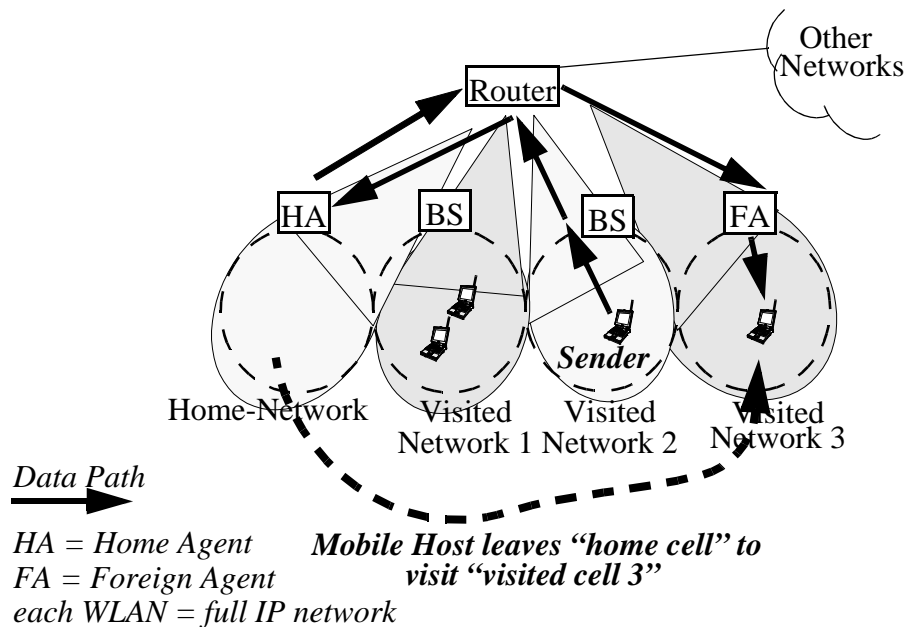 Other
Networks
Router
HA
BS
BS
FA
Sender
Home-Network
Visited
Network 1
Visited
Network 2
Visited
Network 3
Data Path
HA = Home Agent
FA = Foreign Agent
each WLAN = full IP network
Mobile Host leaves “home cell” to
visit “visited cell 3”